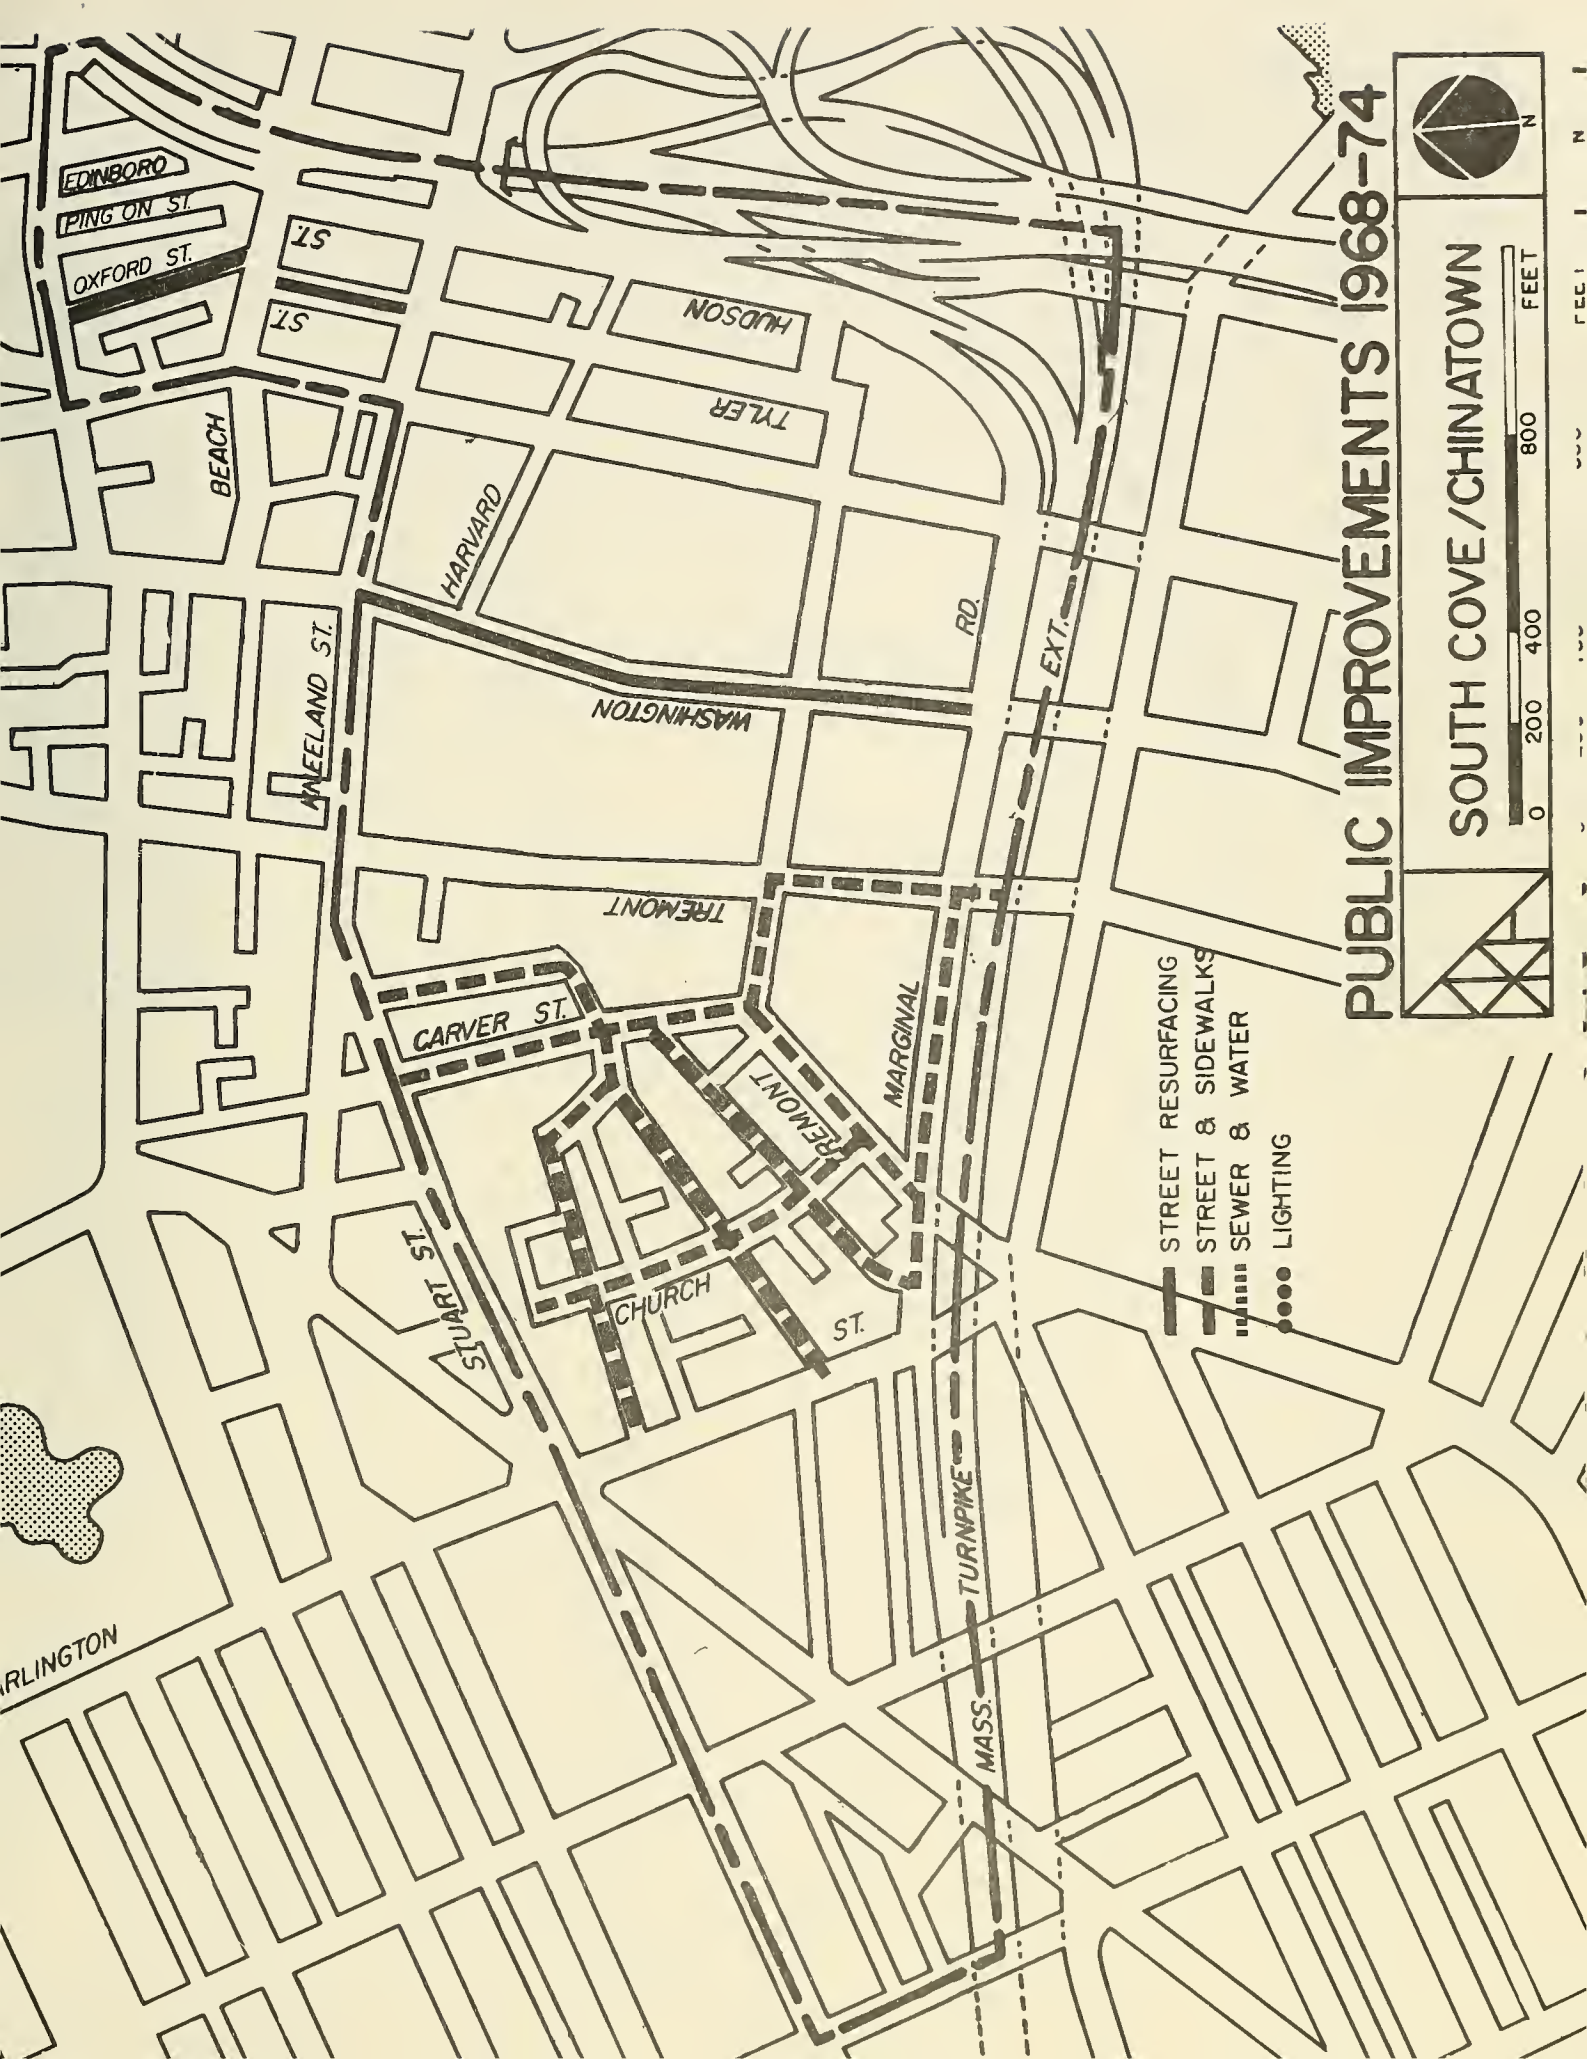 EDINBORO
PING ON ST.
OXFORD ST.
ST.
ST.
BEACH
HUDSON
TYLER
HARVARD
KNEELAND ST.
WASHINGTON
RD.
EXT.
TREMONT
CARVER ST.
MARGINAL
TREMONT
STUART ST.
CHURCH
ST.
TURNPIKE
MASS.
RLINGTON
STREET RESURFACING
STREET & SIDEWALKS
SEWER & WATER
LIGHTING
PUBLIC IMPROVEMENTS 1968-74
SOUTH COVE/CHINATOWN
0 200 400 800 FEET
N
N